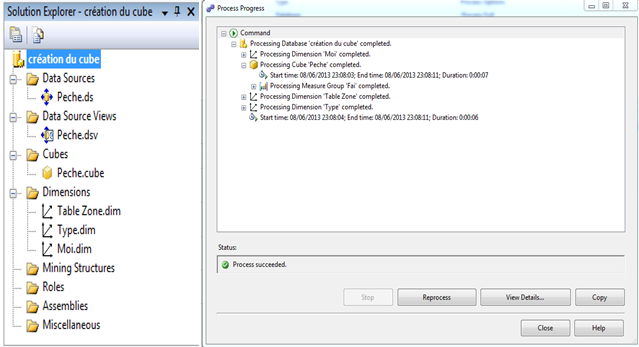 Solution Explorer - création du cube
création du cube
Data Sources
Peche.ds
Data Source Views
Peche.dsv
Cubes
Peche.cube
Dimensions
Table Zone.dim
Type.dim
Moi.dim
Mining Structures
Roles
Assemblies
Miscellaneous
Process Progress
Command
Processing Database 'création du cube' completed.
Processing Dimension 'Moi' completed.
Processing Cube 'Peche' completed.
Start time: 08/06/2013 23:08:03; End time: 08/06/2013 23:08:11; Duration: 0:00:07
Processing Measure Group 'Fai' completed.
Processing Dimension 'Table Zone' completed.
Processing Dimension 'Type' completed.
Start time: 08/06/2013 23:08:04; End time: 08/06/2013 23:08:11; Duration: 0:00:06
Status:
Process succeeded.
Stop
Reprocess
View Details...
Copy
Close
Help